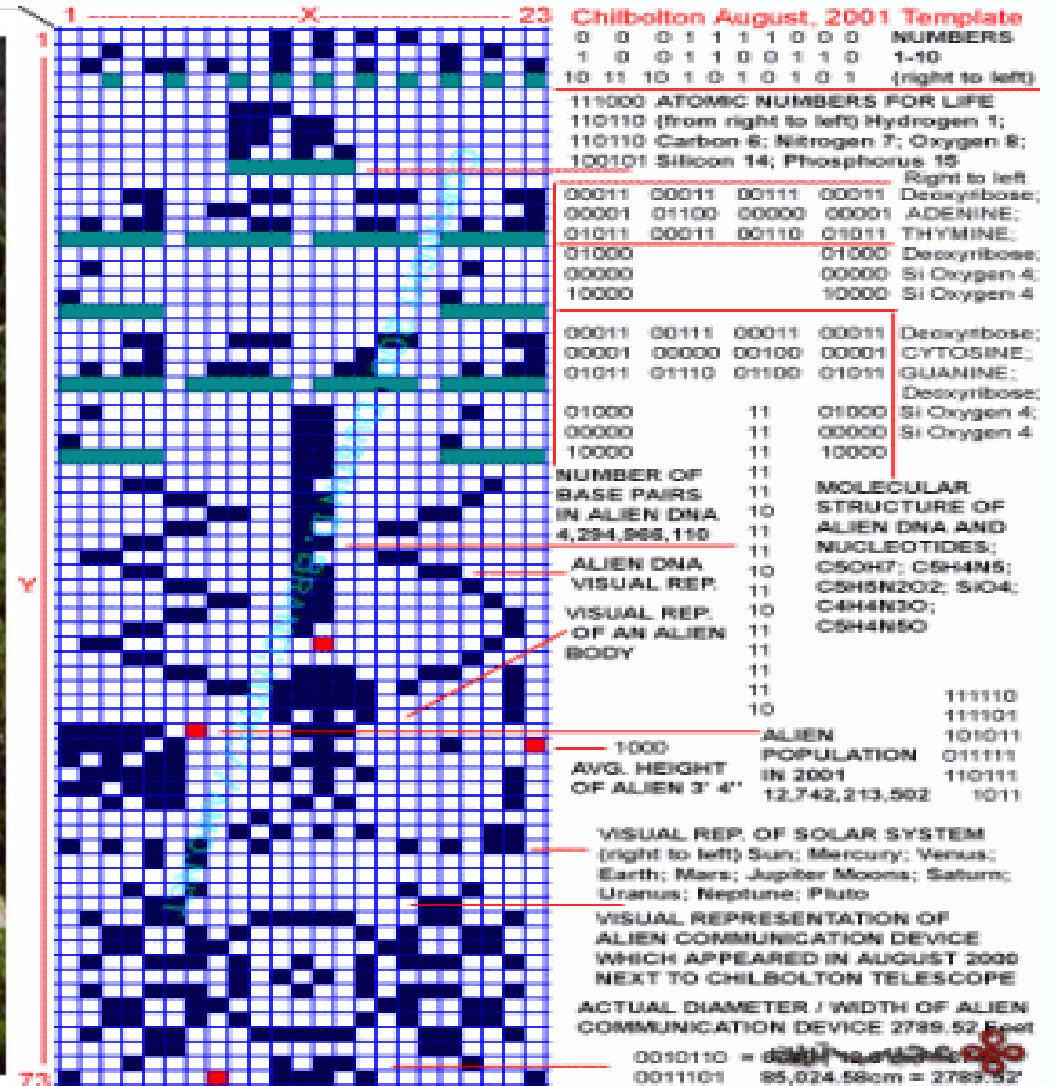 1 X 23
1
Y
73
Chilbolton August, 2001 Template
0 0 0 1 1 1 1 0 0 0 NUMBERS
1 0 0 1 1 0 0 1 1 0 1-10
10 11 10 1 0 1 0 1 0 1 (right to left)
111000 ATOMIC NUMBERS FOR LIFE
110110 (from right to left) Hydrogen 1;
110110 Carbon 6; Nitrogen 7; Oxygen 8;
100101 Silicon 14; Phosphorus 15
Right to left
00011 00011 00111 00011 Deoxyribose;
00001 01100 00000 00001 ADENINE;
01011 00011 00110 01011 THYMINE;
01000 01000 Deoxyribose;
00000 00000 Si Oxygen 4
10000 10000 Si Oxygen 4
00011 00111 00011 00011 Deoxyribose;
00001 00000 00100 00001 CYTOSINE;
01011 01110 01100 01011 GUANINE;
Deoxyribose;
01000 11 01000 Si Oxygen 4;
00000 11 00000 Si Oxygen 4
10000 11 10000
11
11
10
11
11
10
11
10
11
11
11
11
10
NUMBER OF
BASE PAIRS
IN ALIEN DNA
4,294,966,110
MOLECULAR
STRUCTURE OF
ALIEN DNA AND
NUCLEOTIDES;
C5OH7; C5H4N5;
C5H5N2O2; SiO4;
C4H4N3O;
C5H4N5O
ALIEN DNA
VISUAL REP.
VISUAL REP.
OF AN ALIEN
BODY
111110
111101
101011
011111
110111
1011
ALIEN
POPULATION
IN 2001
12,742,213,502
1000
AVG. HEIGHT
OF ALIEN 3' 4"
VISUAL REP. OF SOLAR SYSTEM
(right to left) Sun; Mercury; Venus;
Earth; Mars; Jupiter Moons; Saturn;
Uranus; Neptune; Pluto
VISUAL REPRESENTATION OF
ALIEN COMMUNICATION DEVICE
WHICH APPEARED IN AUGUST 2000
NEXT TO CHILBOLTON TELESCOPE
ACTUAL DIAMETER / WIDTH OF ALIEN
COMMUNICATION DEVICE 2789.52 Feet
0010110 =
0011101 85,024.58cm = 2789.52'